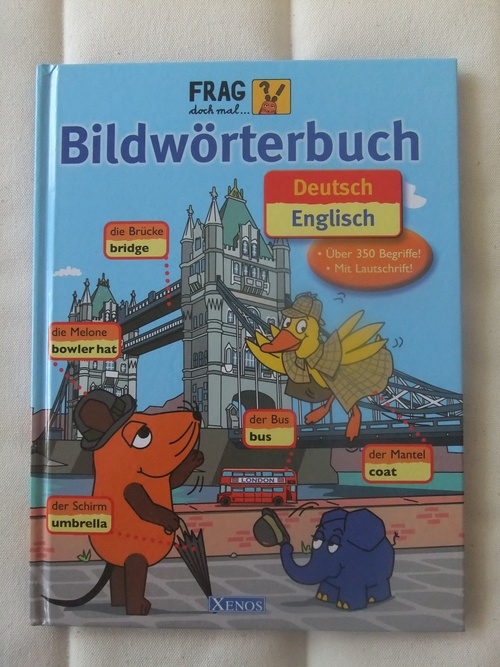 FRAG
doch mal...
?!
Bildwörterbuch
Deutsch
Englisch
• Über 350 Begriffe!
• Mit Lautschrift!
die Brücke
bridge
die Melone
bowler hat
der Bus
bus
der Mantel
coat
LONDON
der Schirm
umbrella
XENOS